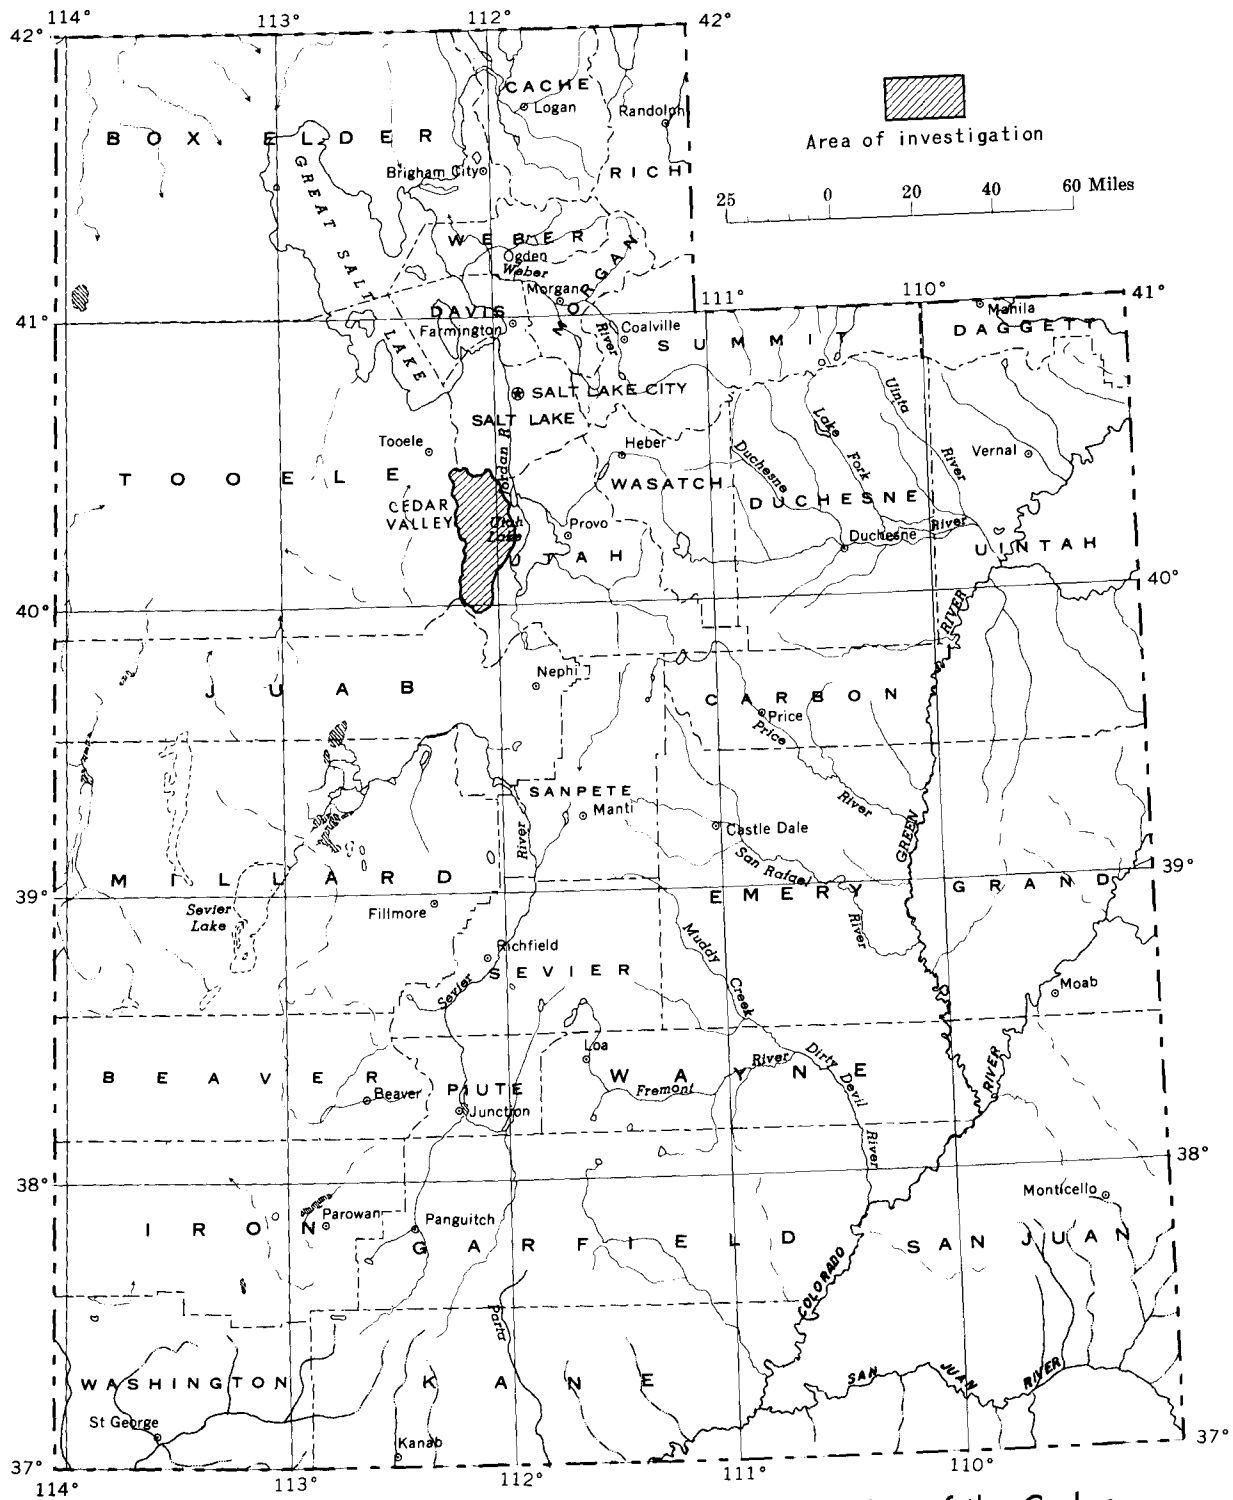 114°
113°
112°
42°
42°
CACHE
Logan
Randolph
BOX ELDER
Area of investigation
Brigham City
RICH
25 0 20 40 60 Miles
GREAT SALT LAKE
WEBER
Ogden
Weber
Morgan
MORGAN
111°
110°
41°
41°
DAVIS
Farmington
River
Coalville
SUMMIT
Manila
DAGGETT
SALT LAKE CITY
SALT LAKE
Jordan R
Tooele
Heber
Lake Fork
Uinta River
Vernal
TOOELE
WASATCH
Duchesne
DUCHESNE
River
CEDAR
VALLEY
Utah
Lake
Provo
Duchesne
UTAH
UINTAH
40°
40°
RIVER
Nephi
JUAB
CARBON
Price
Price
River
SANPETE
Manti
River
Castle Dale
GREEN
San Rafael
River
MILLARD
EMERY
GRAND
39°
39°
Sevier
Lake
Fillmore
Muddy
Creek
Richfield
SEVIER
Sevier
Moab
Loa
BEAVER
Beaver
PIUTE
Junction
WAYNE
Fremont
River
Dirty
Devil
River
RIVER
38°
38°
Monticello
IRON
Parowan
Panguitch
GARFIELD
SAN JUAN
COLORADO
Paria
WASHINGTON
KANE
SAN JUAN RIVER
St George
Kanab
37°
37°
114°
113°
112°
111°
110°
of the Cedar